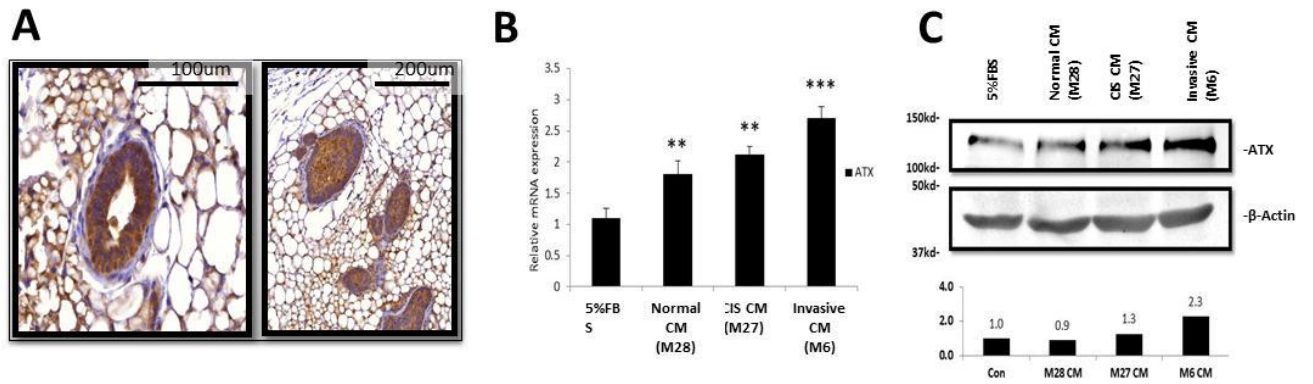 A
100um
200um
B
Relative mRNA expression
3.5
3
2.5
2
1.5
1
0.5
0
**
**
***
ATX
5%FB
S
Normal
CM
(M28)
CIS CM
(M27)
Invasive
CM
(M6)
C
5%FBS
Normal CM
(M28)
CIS CM
(M27)
Invasive CM
(M6)
150kd-
100kd-
-ATX
50kd-
37kd-
-β-Actin
4.0
2.0
0.0
1.0
0.9
1.3
2.3
Con
M28 CM
M27 CM
M6 CM